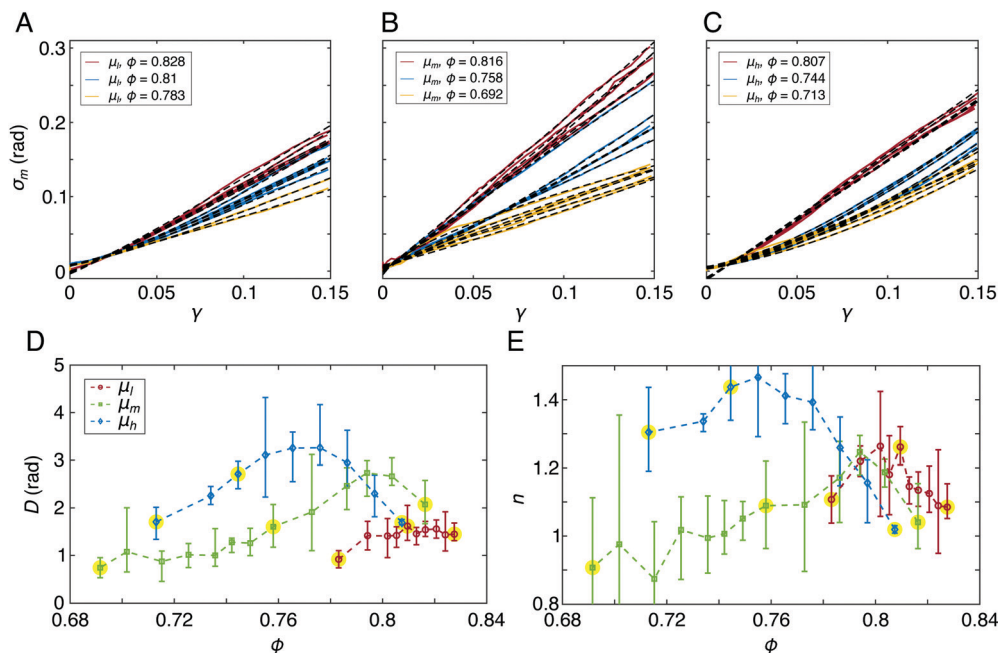 A
B
C
0.3
0.2
0.1
0
σm (rad)
μl, ϕ = 0.828
μl, ϕ = 0.81
μl, ϕ = 0.783
μm, ϕ = 0.816
μm, ϕ = 0.758
μm, ϕ = 0.692
μh, ϕ = 0.807
μh, ϕ = 0.744
μh, ϕ = 0.713
0 0.05 0.1 0.15
0 0.05 0.1 0.15
0 0.05 0.1 0.15
γ
γ
γ
D
5
4
3
2
1
0
D (rad)
μl
μm
μh
0.68 0.72 0.76 0.8 0.84
ϕ
E
1.4
1.2
1
0.8
n
0.68 0.72 0.76 0.8 0.84
ϕ